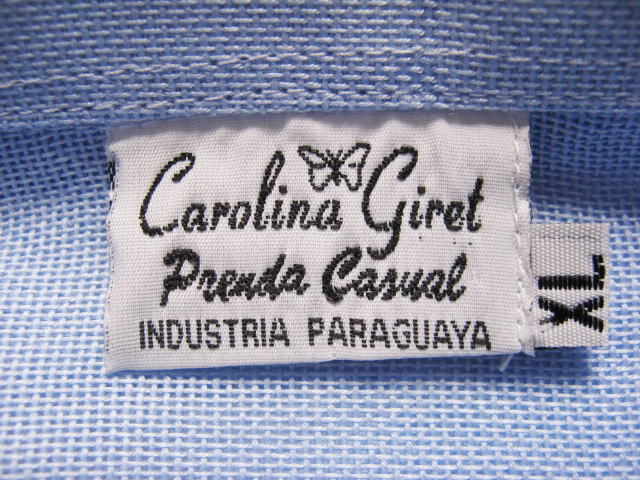 Carolina Giret
Prenda Casual
INDUSTRIA PARAGUAYA
XL